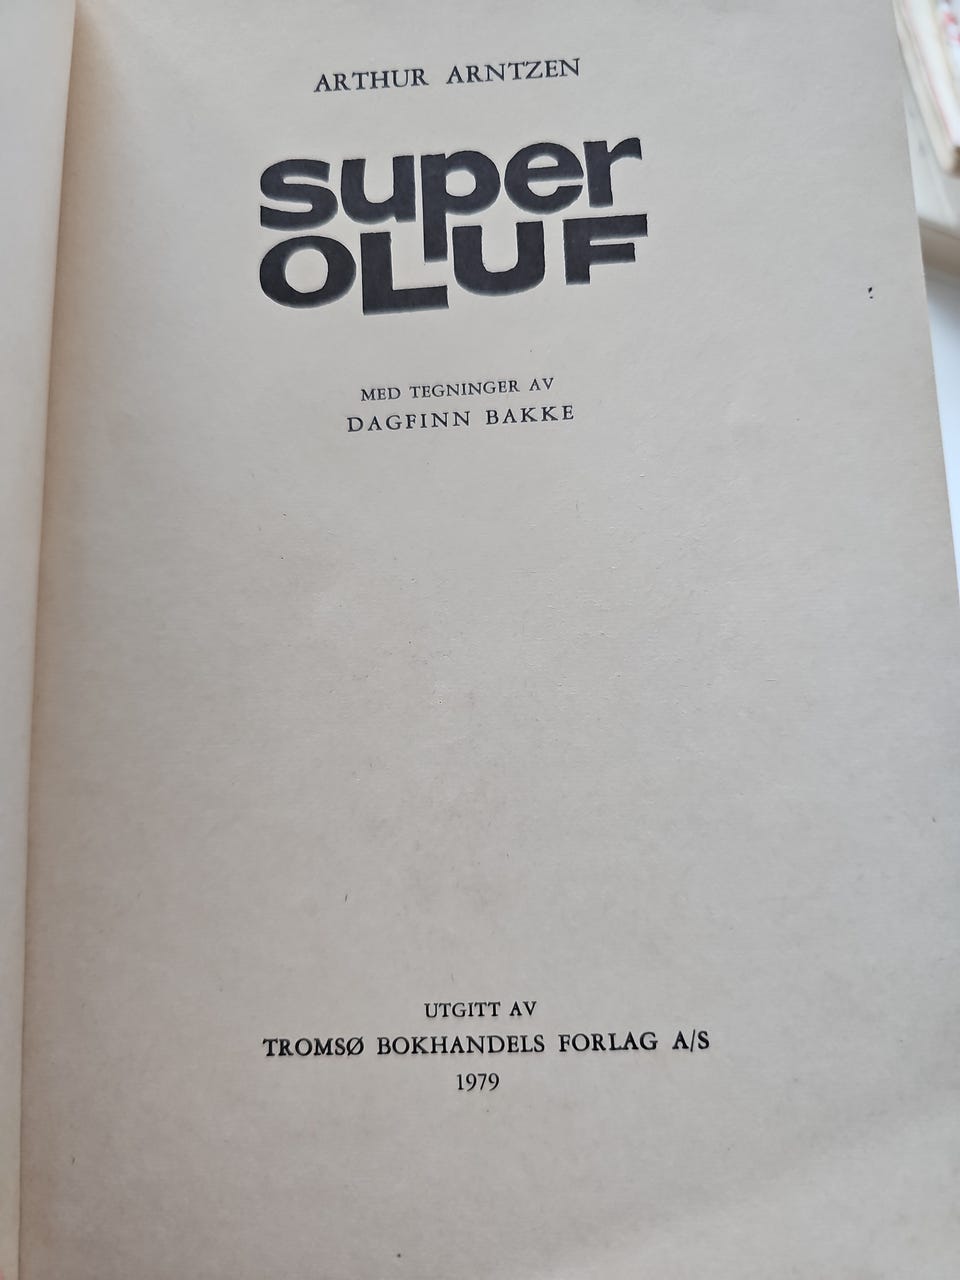 ARTHUR ARNTZEN
super
OLUF
MED TEGNINGER AV
DAGFINN BAKKE
UTGITT AV
TROMSØ BOKHANDELS FORLAG A/S
1979